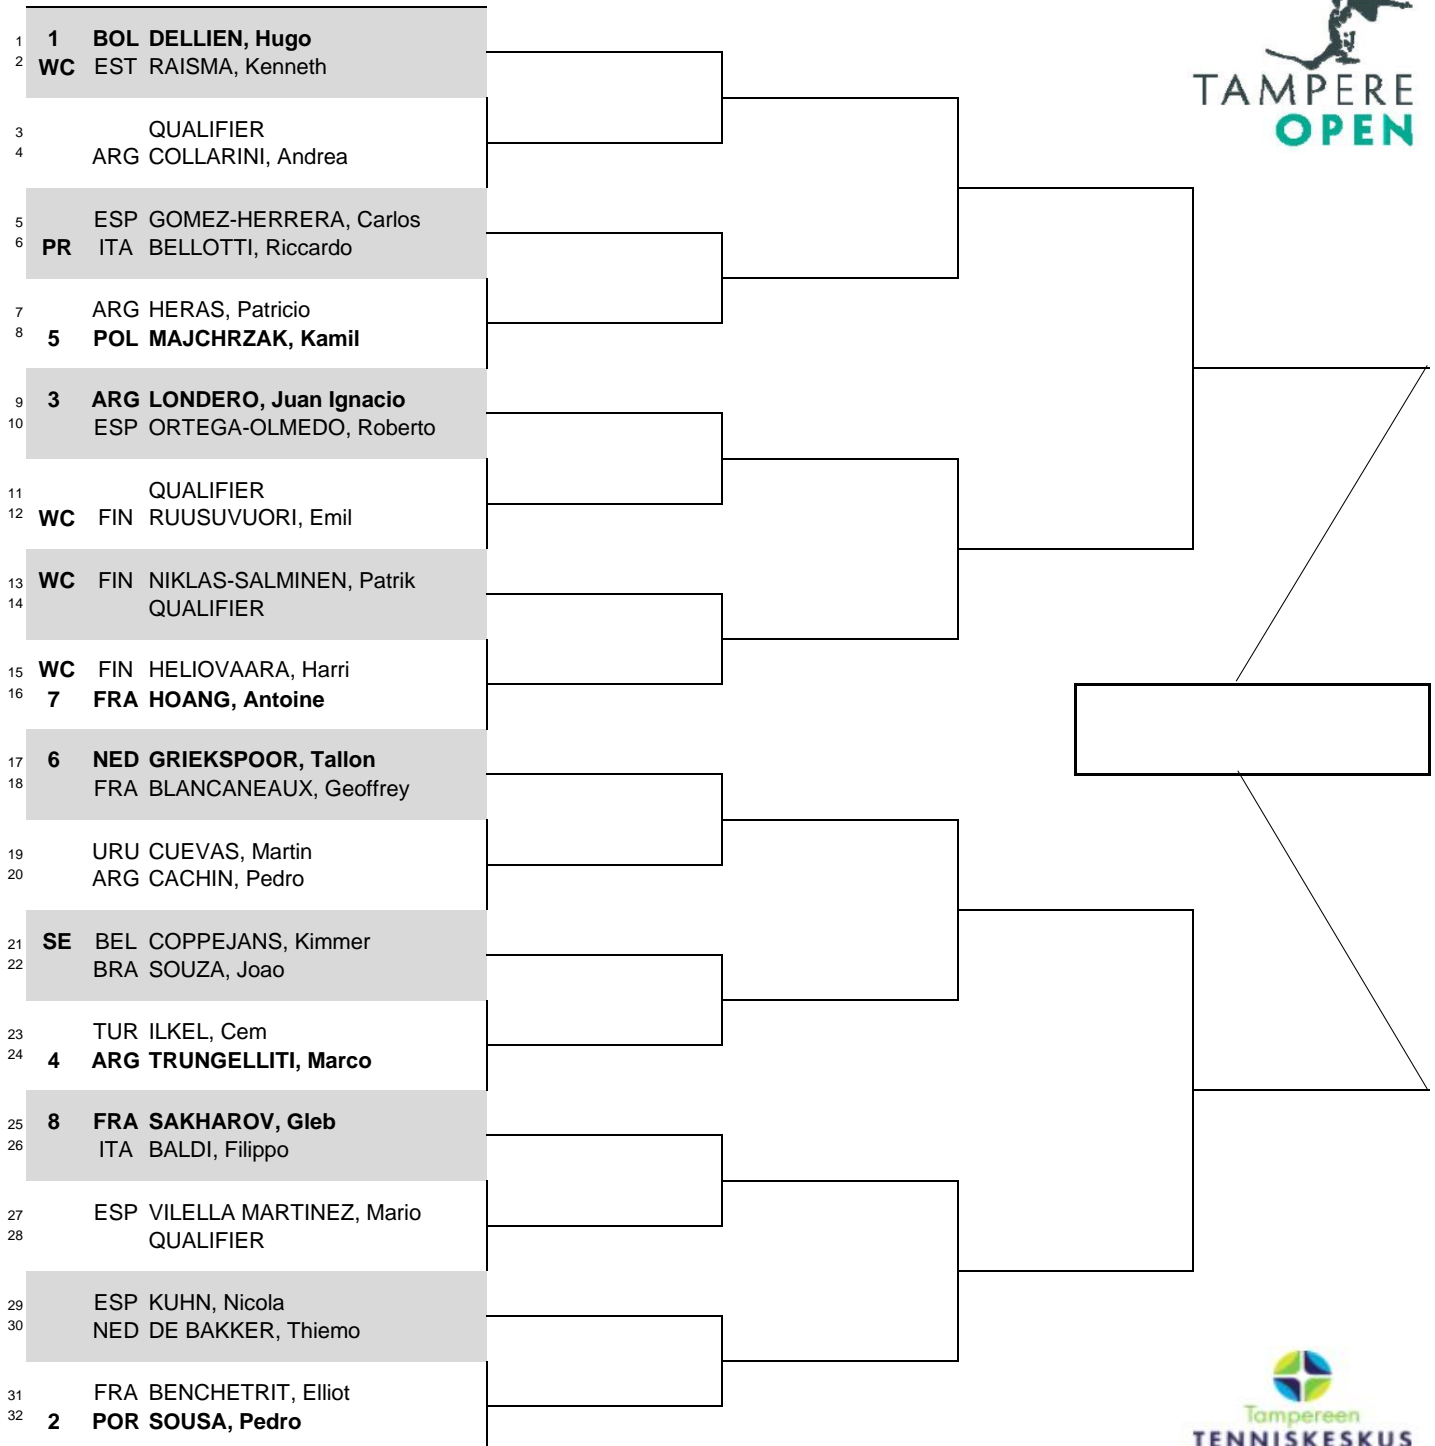 TAMPERE
OPEN
1 1 BOL DELLIEN, Hugo
2 WC EST RAISMA, Kenneth
3 QUALIFIER
4 ARG COLLARINI, Andrea
5 ESP GOMEZ-HERRERA, Carlos
6 PR ITA BELLOTTI, Riccardo
7 ARG HERAS, Patricio
8 5 POL MAJCHRZAK, Kamil
9 3 ARG LONDERO, Juan Ignacio
10 ESP ORTEGA-OLMEDO, Roberto
11 QUALIFIER
12 WC FIN RUUSUVUORI, Emil
13 WC FIN NIKLAS-SALMINEN, Patrik
14 QUALIFIER
15 WC FIN HELIOVAARA, Harri
16 7 FRA HOANG, Antoine
17 6 NED GRIEKSPOOR, Tallon
18 FRA BLANCANEAUX, Geoffrey
19 URU CUEVAS, Martin
20 ARG CACHIN, Pedro
21 SE BEL COPPEJANS, Kimmer
22 BRA SOUZA, Joao
23 TUR ILKEL, Cem
24 4 ARG TRUNGELLITI, Marco
25 8 FRA SAKHAROV, Gleb
26 ITA BALDI, Filippo
27 ESP VILELLA MARTINEZ, Mario
28 QUALIFIER
29 ESP KUHN, Nicola
30 NED DE BAKKER, Thiemo
31 FRA BENCHETRIT, Elliot
32 2 POR SOUSA, Pedro
Tampereen
TENNISKESKUS